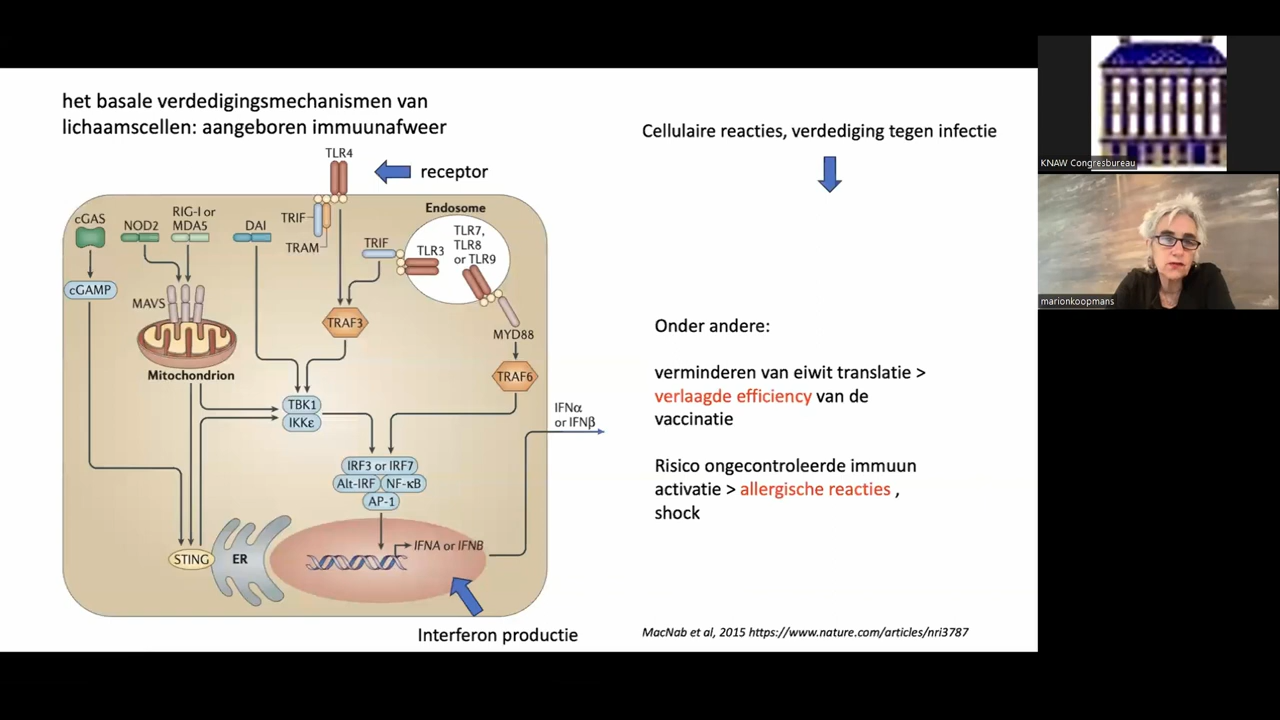 het basale verdedigingsmechanismen van
lichaamscellen: aangeboren immuunafweer
TLR4
receptor
cGAS
NOD2
RIG-I or
MDA5
DAI
TRIF
TRAM
Endosome
TRIF
TLR3
TLR7,
TLR8
or TLR9
cGAMP
MAVS
TRAF3
MYD88
Mitochondrion
TRAF6
TBK1
IKKε
IFNα
or IFNβ
IRF3 or IRF7
Alt-IRF
NF-κB
AP-1
STING
ER
IFNA or IFNB
Interferon productie
Cellulaire reacties, verdediging tegen infectie
Onder andere:
verminderen van eiwit translatie >
verlaagde efficiency van de
vaccinatie
Risico ongecontroleerde immuun
activatie > allergische reacties ,
shock
MacNab et al, 2015 https://www.nature.com/articles/nri3787
KNAW Congresbureau
marionkoopmans